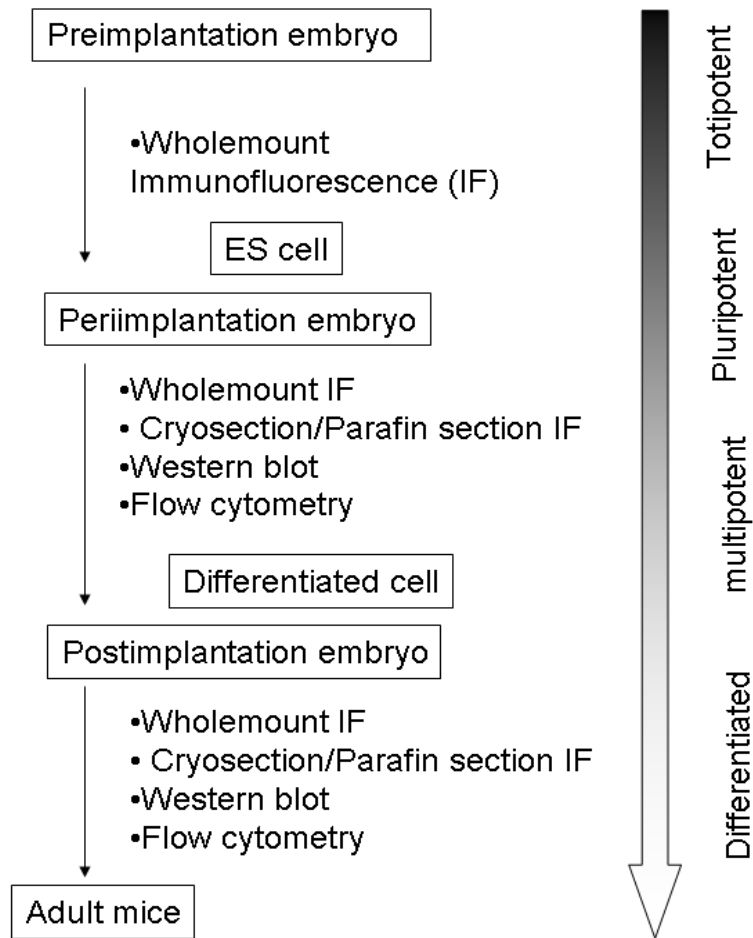 Preimplantation embryo
•Wholemount
Immunofluorescence (IF)
ES cell
Periimplantation embryo
•Wholemount IF
• Cryosection/Parafin section IF
•Western blot
•Flow cytometry
Differentiated cell
Postimplantation embryo
•Wholemount IF
• Cryosection/Parafin section IF
•Western blot
•Flow cytometry
Adult mice
Totipotent
Pluripotent
multipotent
Differentiated